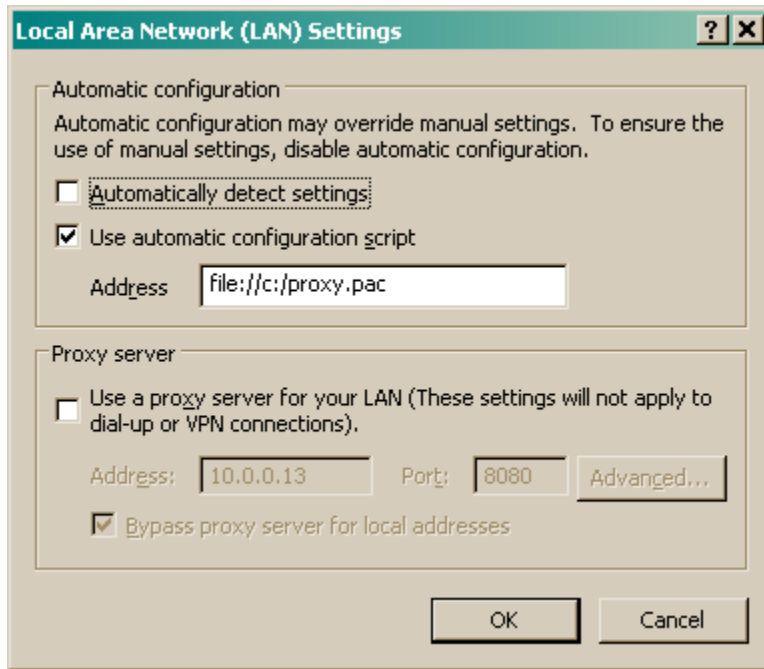 Local Area Network (LAN) Settings
Automatic configuration
Automatic configuration may override manual settings. To ensure the
use of manual settings, disable automatic configuration.
Automatically detect settings
Use automatic configuration script
Address file://c:/proxy.pac
Proxy server
Use a proxy server for your LAN (These settings will not apply to
dial-up or VPN connections).
Address: 10.0.0.13 Port: 8080 Advanced...
Bypass proxy server for local addresses
OK Cancel